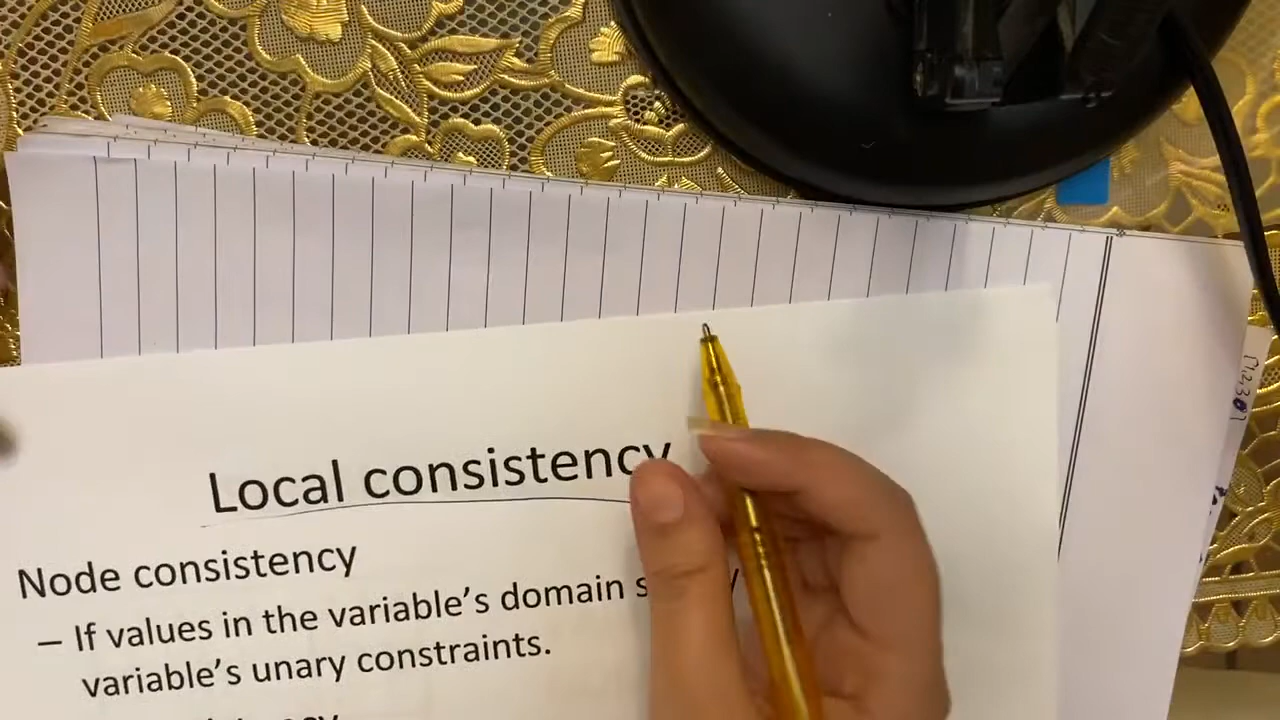 Local consistency
Node consistency
– If values in the variable's domain
variable's unary constraints.